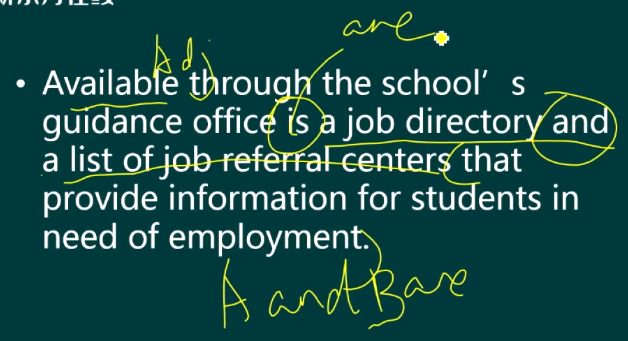 are
Adj
• Available through the school's
guidance office is a job directory and
a list of job referral centers that
provide information for students in
need of employment.
A and B are